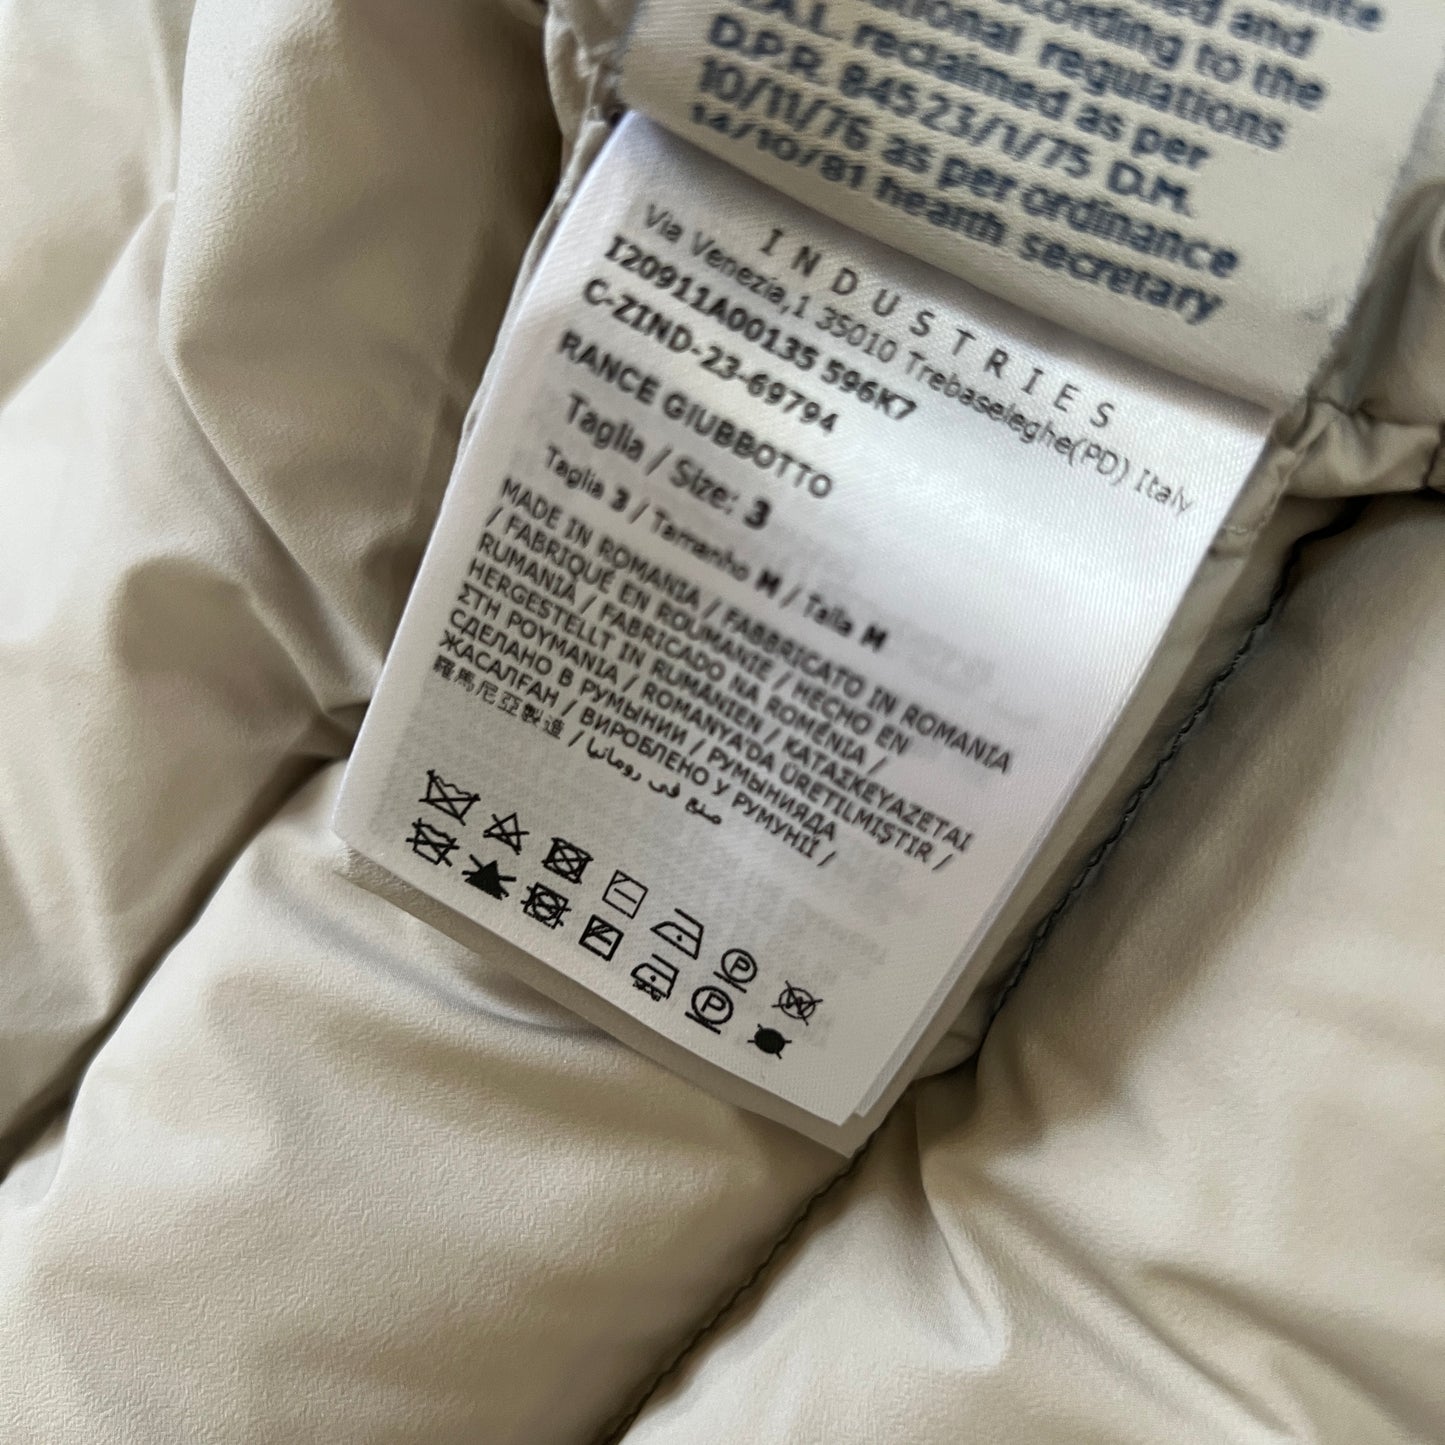 and
according to the
national regulations
reclaimed as per
D.P.R. 845 23/1/75 D.M.
10/11/76 as per ordinance
14/10/81 health secretary
INDUSTRIES
Via Venezia,1 35010 Trebaseleghe(PD) Italy
I20911A00135 596K7
C-ZIND-23-69794
RANCE GIUBBOTTO
Taglia / Size: 3
Taglia 3 / Tamanho M / Talla M
MADE IN ROMANIA / FABBRICATO IN ROMANIA
/ FABRIQUÉ EN ROUMANIE / HECHO EN
RUMANIA / FABRICADO NA ROMÉNIA /
HERGESTELLT IN RUMÄNIEN / ΚΑΤΑΣΚΕΥΑΖΕΤΑΙ
ΣΤΗ ΡΟΥΜΑΝΙΑ / ROMANYA'DA ÜRETILMIŞTIR /
СДЕЛАНО В РУМЫНИИ / РУМЫНИЯДА
ЖАСАЛҒАН / ВИРОБЛЕНО У РУМУНІЇ /
羅馬尼亞製造 / صنع في رومانيا
P
W
P